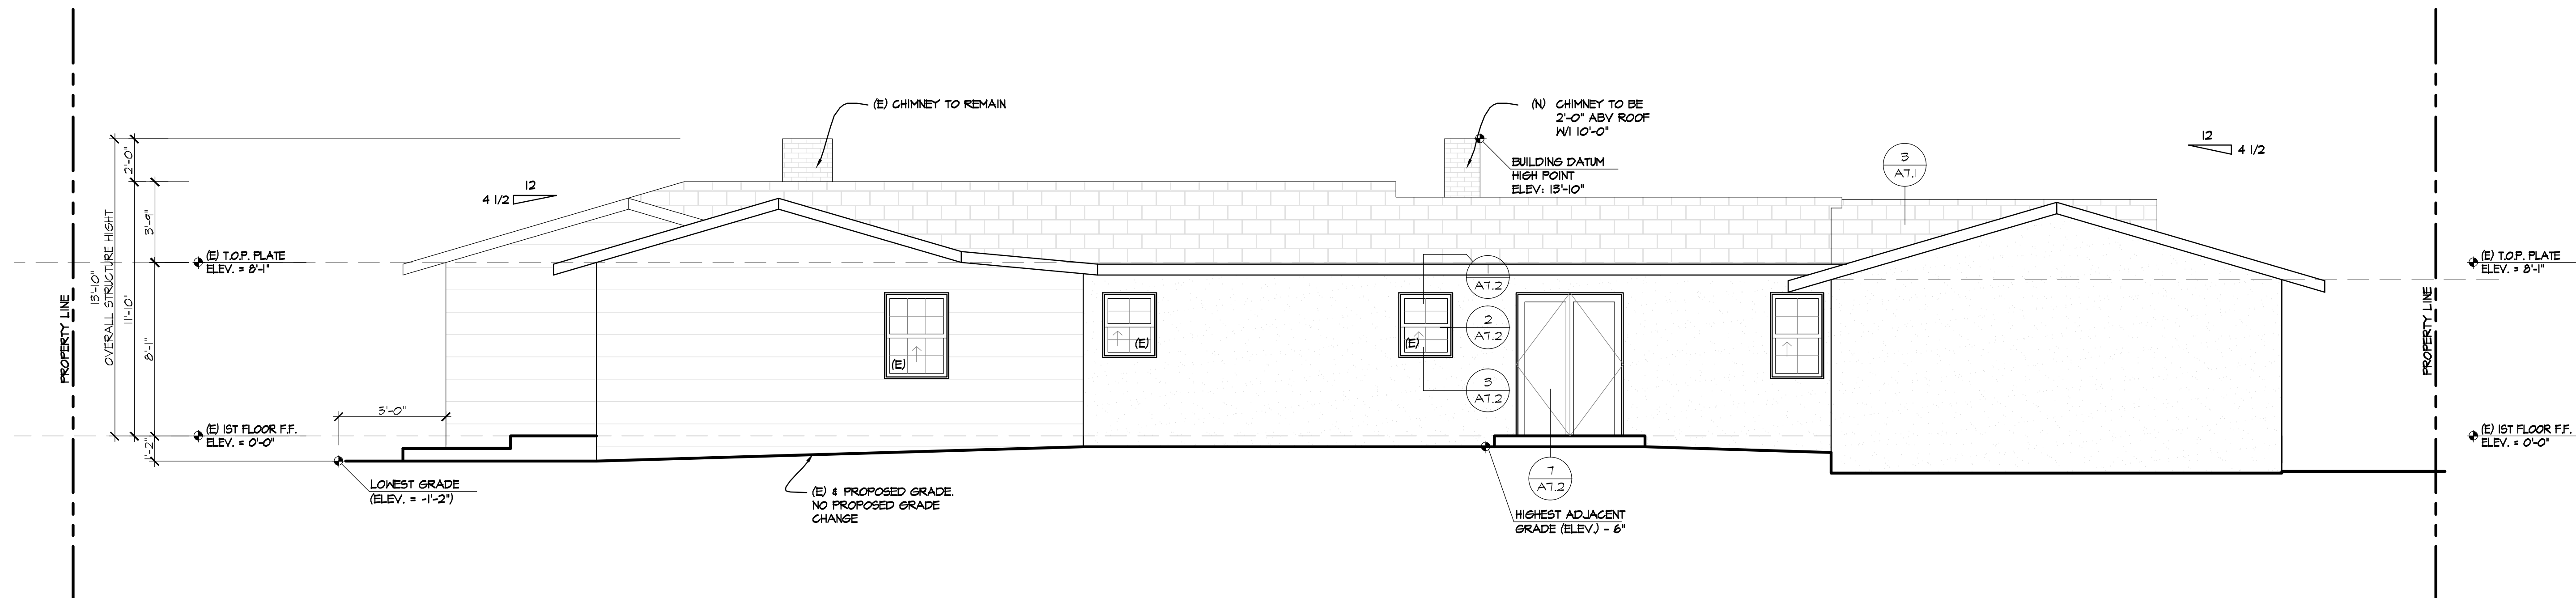 (E) CHIMNEY TO REMAIN
(N) CHIMNEY TO BE
2'-0" ABV ROOF
W/I 10'-0"
BUILDING DATUM
HIGH POINT
ELEV: 13'-10"
12
4 1/2
12
4 1/2
3
A7.1
2'-0"
3'-9"
8'-1"
1'-2"
11'-10"
13'-10"
OVERALL STRUCTURE HIGHT
PROPERTY LINE
(E) T.O.P. PLATE
ELEV. = 8'-1"
(E) T.O.P. PLATE
ELEV. = 8'-1"
1
A7.2
2
A7.2
3
A7.2
(E)
(E)
(E)
PROPERTY LINE
5'-0"
(E) 1ST FLOOR F.F.
ELEV. = 0'-0"
(E) 1ST FLOOR F.F.
ELEV. = 0'-0"
LOWEST GRADE
(ELEV. = -1'-2")
(E) & PROPOSED GRADE.
NO PROPOSED GRADE
CHANGE
7
A7.2
HIGHEST ADJACENT
GRADE (ELEV.) - 6"